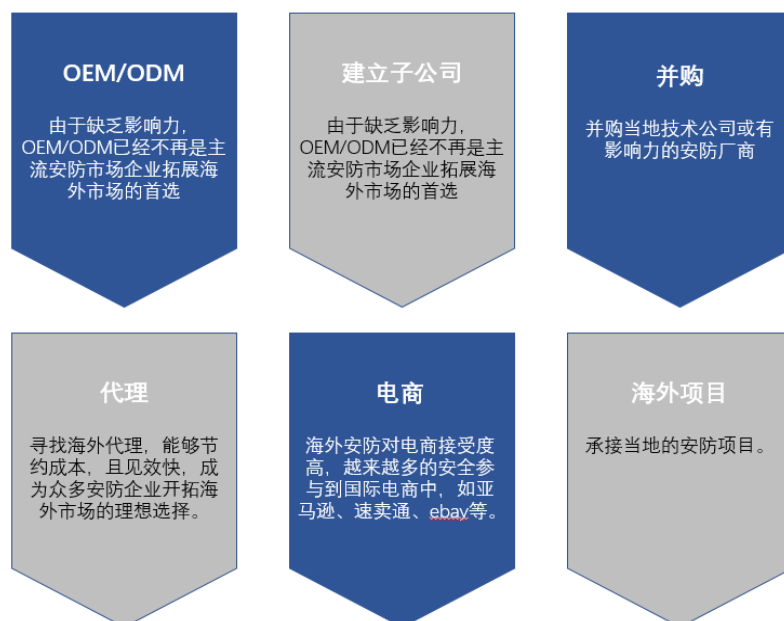 OEM/ODM
由于缺乏影响力，
OEM/ODM已经不再是主
流安防市场企业拓展海
外市场的首选
建立子公司
由于缺乏影响力，
OEM/ODM已经不再是主
流安防市场企业拓展海
外市场的首选
并购
并购当地技术公司或有
影响力的安防厂商
代理
寻找海外代理，能够节
约成本，且见效快，成
为众多安防企业开拓海
外市场的理想选择。
电商
海外安防对电商接受度
高，越来越多的安全参
与到国际电商中，如亚
马逊、速卖通、ebay等。
海外项目
承接当地的安防项目。